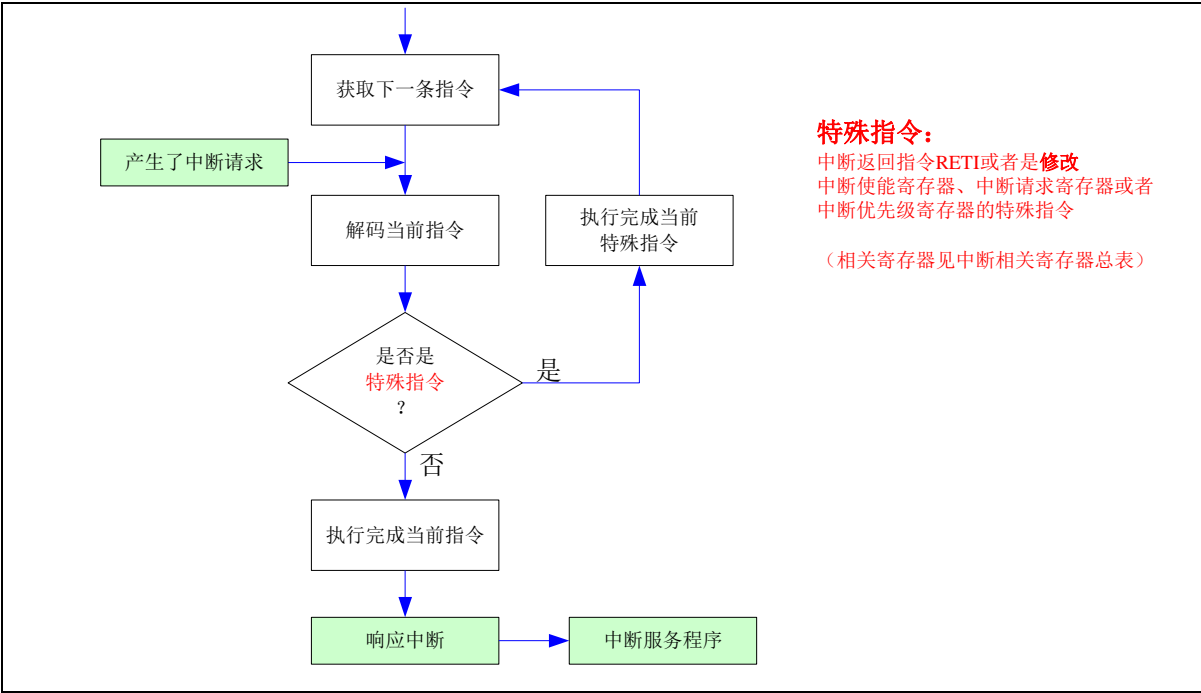 获取下一条指令
产生了中断请求
解码当前指令
执行完成当前
特殊指令
是否是
特殊指令
？
是
否
执行完成当前指令
响应中断
中断服务程序
特殊指令：
中断返回指令RETI或者是修改
中断使能寄存器、中断请求寄存器或者
中断优先级寄存器的特殊指令
（相关寄存器见中断相关寄存器总表）